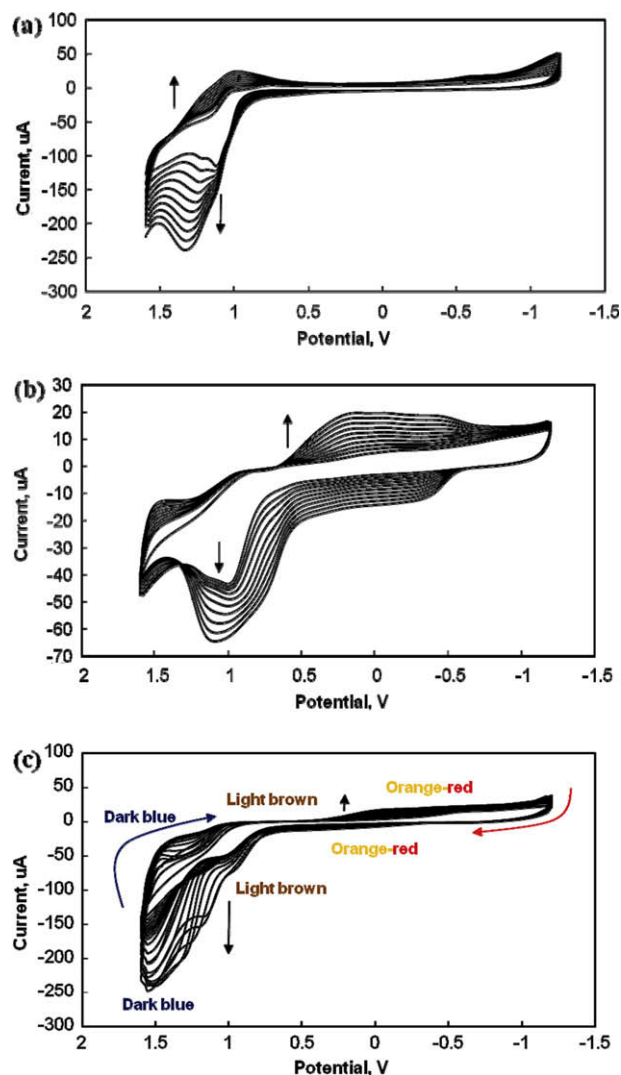 (a)
100
50
0
-50
-100
-150
-200
-250
-300
Current, uA
2 1.5 1 0.5 0 -0.5 -1 -1.5
Potential, V
(b)
30
20
10
0
-10
-20
-30
-40
-50
-60
-70
Current, uA
2 1.5 1 0.5 0 -0.5 -1 -1.5
Potential, V
(c)
100
50
0
-50
-100
-150
-200
-250
-300
Current, uA
Orange-red
Light brown
Dark blue
Orange-red
Light brown
Dark blue
2 1.5 1 0.5 0 -0.5 -1 -1.5
Potential, V